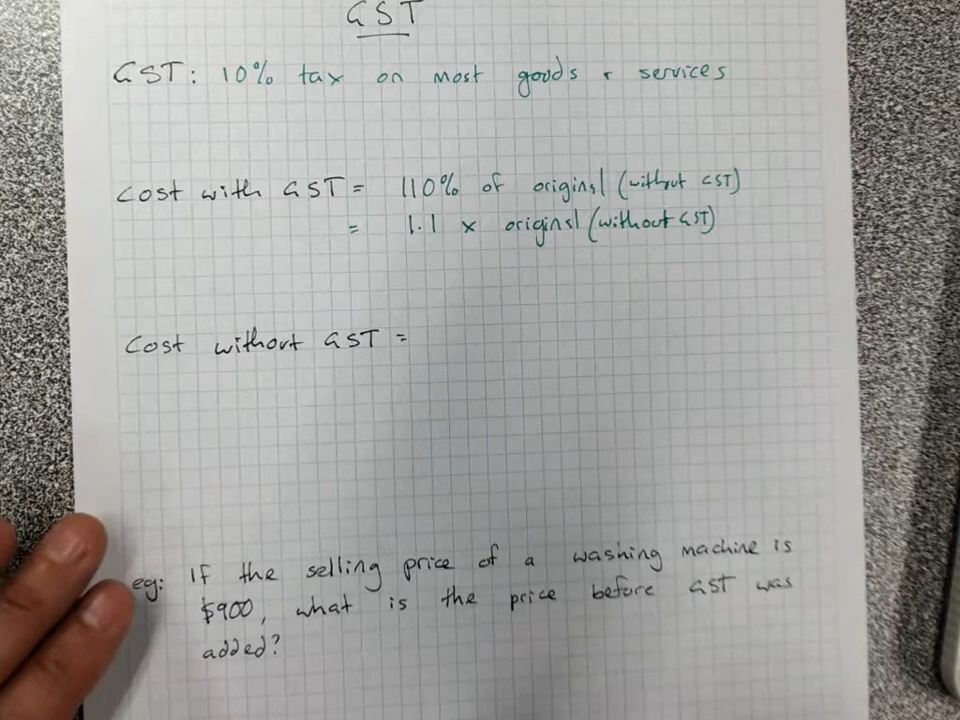 GST
GST: 10% tax on most goods & services
Cost with GST = 110% of original (without GST)
= 1.1 x original (without GST)
Cost without GST =
eg: If the selling price of a washing machine is
$900, what is the price before GST was
added?